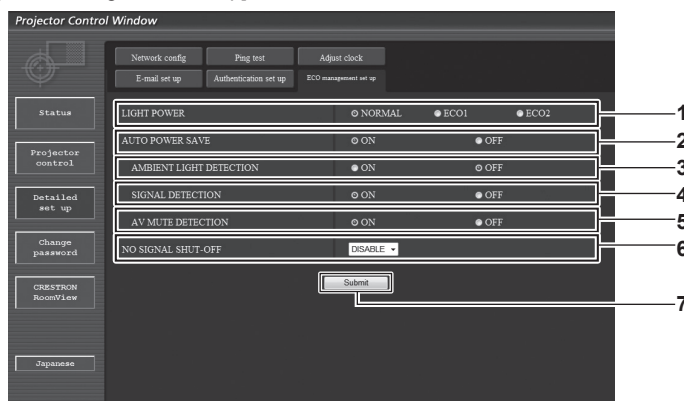 Projector Control Window
Network config Ping test Adjust clock
E-mail set up Authentication set up ECO management set up
Status
Projector control
Detailed set up
Change password
CRESTRON RoomView
Japanese
LIGHT POWER NORMAL ECO1 ECO2 1
AUTO POWER SAVE ON OFF 2
AMBIENT LIGHT DETECTION ON OFF 3
SIGNAL DETECTION ON OFF 4
AV MUTE DETECTION ON OFF 5
NO SIGNAL SHUT-OFF DISABLE 6
Submit 7